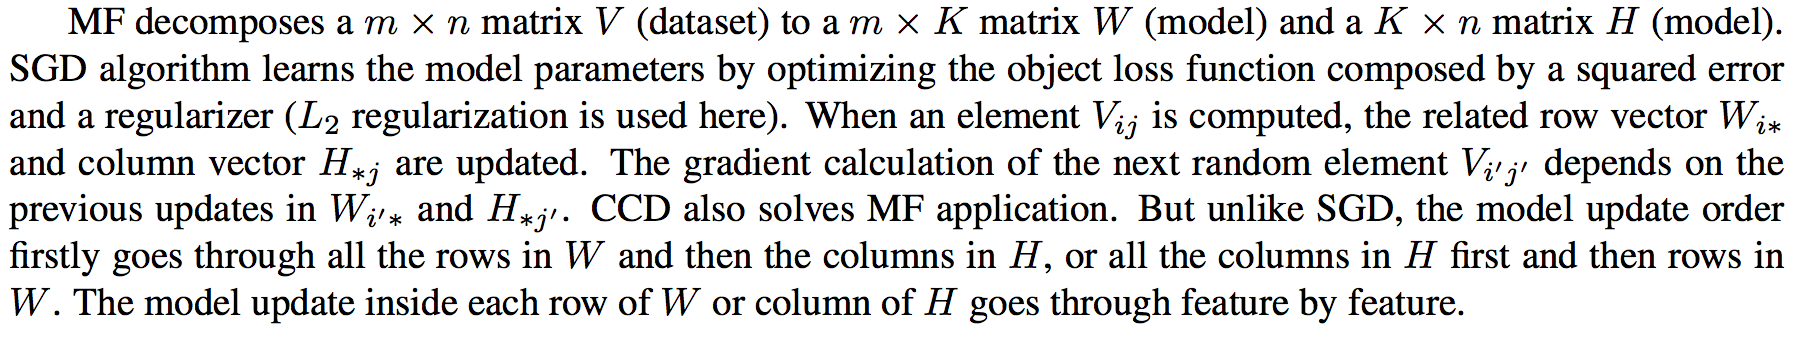 MF decomposes a m × n matrix V (dataset) to a m × K matrix W (model) and a K × n matrix H (model).
SGD algorithm learns the model parameters by optimizing the object loss function composed by a squared error
and a regularizer (L₂ regularization is used here). When an element V_{ij} is computed, the related row vector W_{i*}
and column vector H_{*j} are updated. The gradient calculation of the next random element V_{i'j'} depends on the
previous updates in W_{i'*} and H_{*j'}. CCD also solves MF application. But unlike SGD, the model update order
firstly goes through all the rows in W and then the columns in H, or all the columns in H first and then rows in
W. The model update inside each row of W or column of H goes through feature by feature.